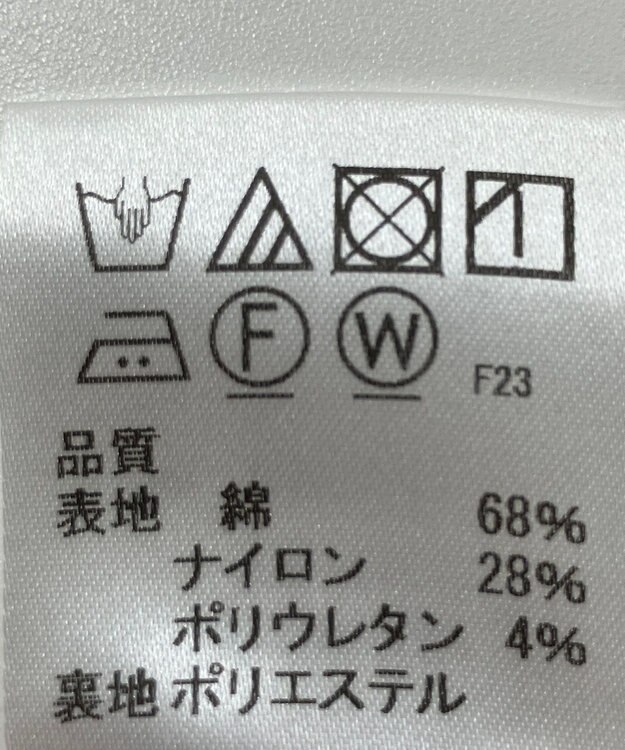 F W F23
品質
表地 綿 68%
ナイロン 28%
ポリウレタン 4%
裏地 ポリエステル